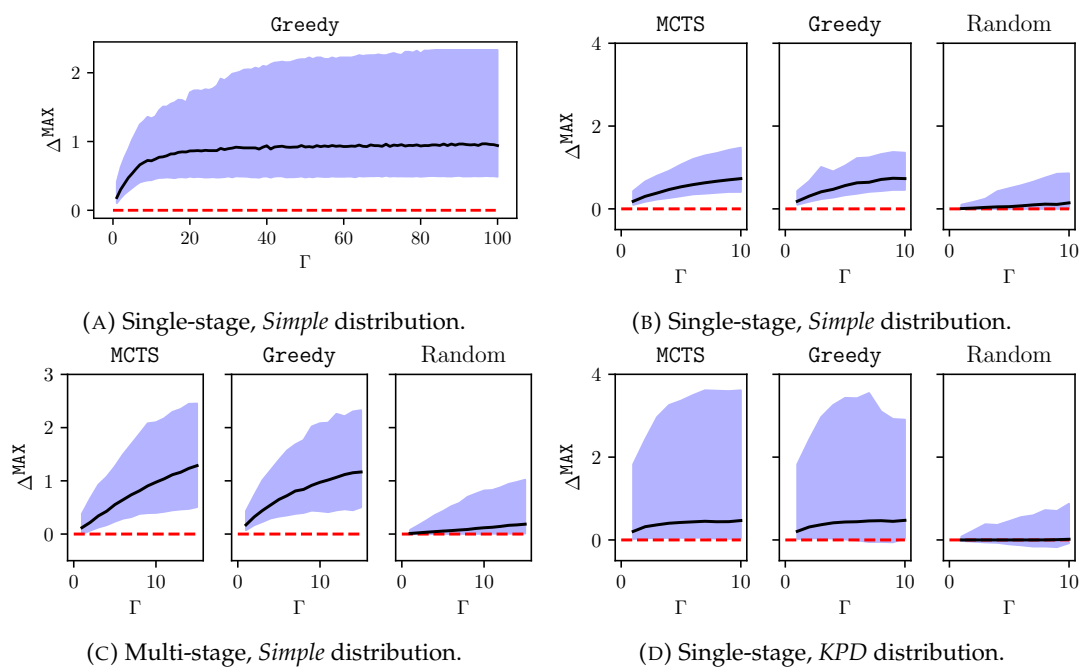 Greedy
2
1
0
Δ^MAX
0 20 40 60 80 100
Γ
(A) Single-stage, Simple distribution.
MCTS Greedy Random
4
2
0
Δ^MAX
0 10 0 10 0 10
Γ Γ Γ
(B) Single-stage, Simple distribution.
MCTS Greedy Random
3
2
1
0
Δ^MAX
0 10 0 10 0 10
Γ Γ Γ
(C) Multi-stage, Simple distribution.
MCTS Greedy Random
4
2
0
Δ^MAX
0 10 0 10 0 10
Γ Γ Γ
(D) Single-stage, KPD distribution.